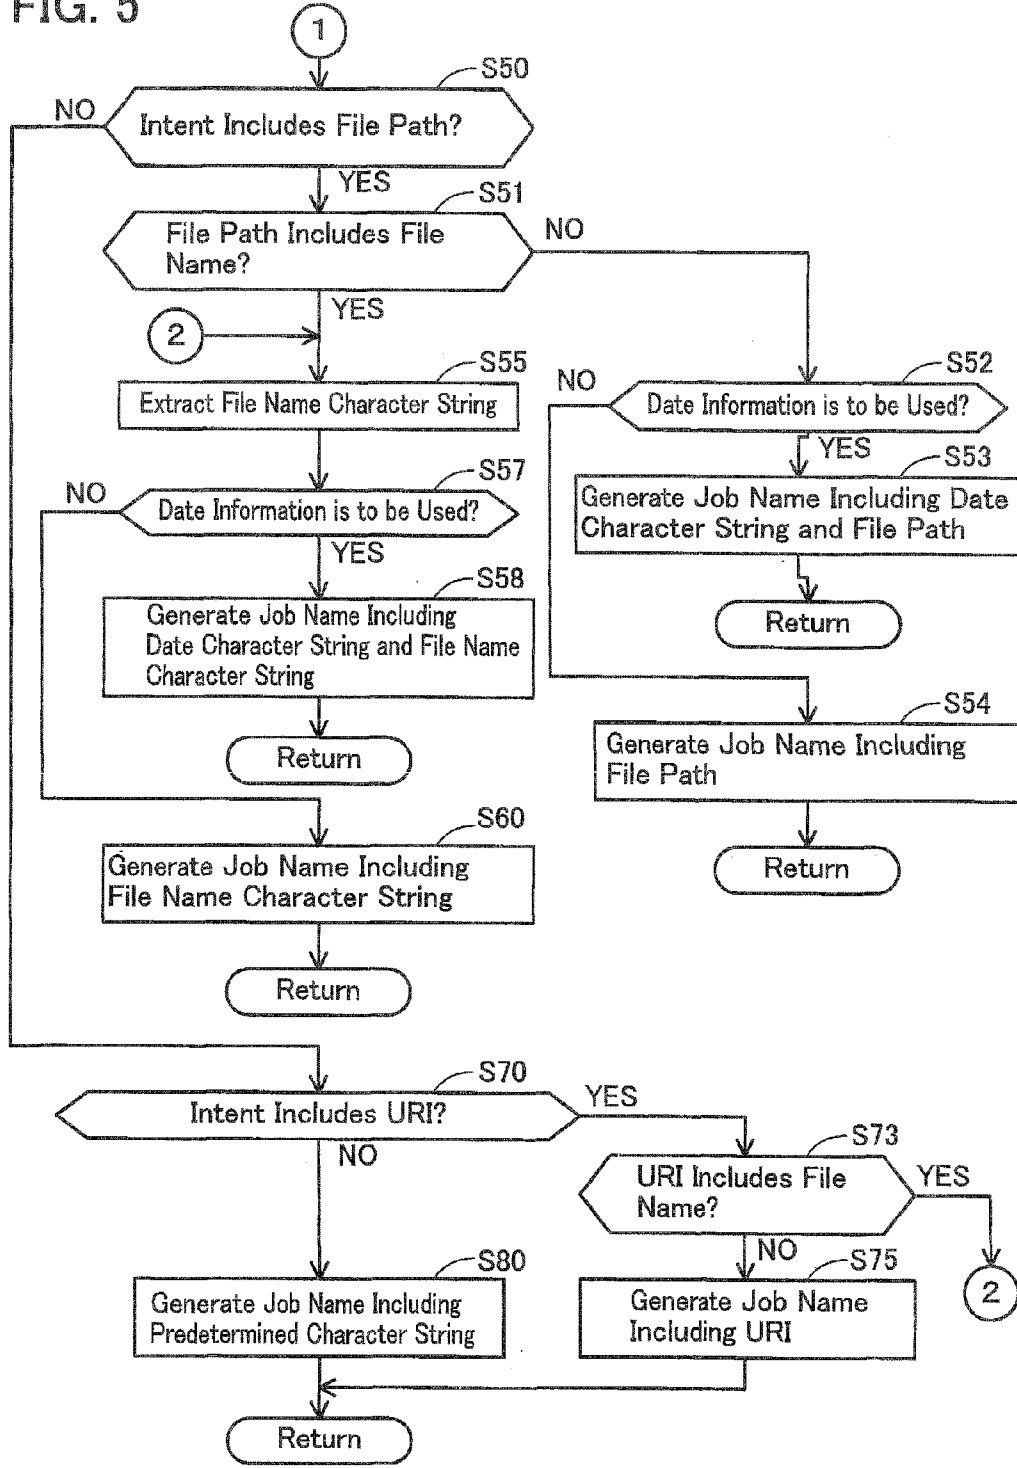 FIG. 5
1
S50
NO
Intent Includes File Path?
YES
S51
File Path Includes File
Name?
NO
YES
2
S55
Extract File Name Character String
S52
NO
Date Information is to be Used?
YES
S53
Generate Job Name Including Date
Character String and File Path
Return
S57
NO
Date Information is to be Used?
YES
S58
Generate Job Name Including
Date Character String and File Name
Character String
Return
S54
Generate Job Name Including
File Path
Return
S60
Generate Job Name Including
File Name Character String
Return
S70
Intent Includes URI?
YES
NO
S73
URI Includes File
Name?
YES
NO
2
S80
Generate Job Name Including
Predetermined Character String
S75
Generate Job Name
Including URI
Return